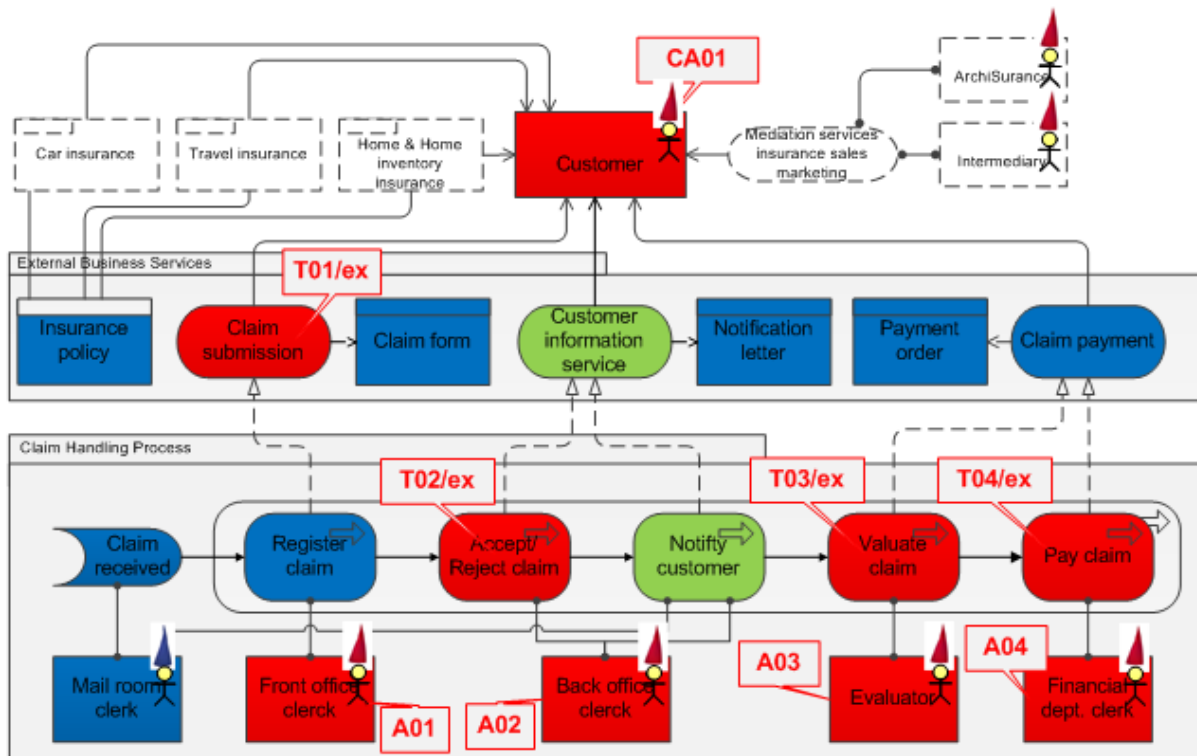 CA01
ArchiSurance
Car insurance
Travel insurance
Home & Home
inventory
insurance
Customer
Mediation services
insurance sales
marketing
Intermediary
External Business Services
T01/ex
Insurance
policy
Claim
submission
Claim form
Customer
information
service
Notification
letter
Payment
order
Claim payment
Claim Handling Process
T02/ex
T03/ex
T04/ex
Claim
received
Register
claim
Accept/
Reject claim
Notifty
customer
Valuate
claim
Pay claim
Mail room
clerk
Front office
clerck
A01
A02
Back office
clerck
A03
Evaluator
A04
Financial
dept. clerk